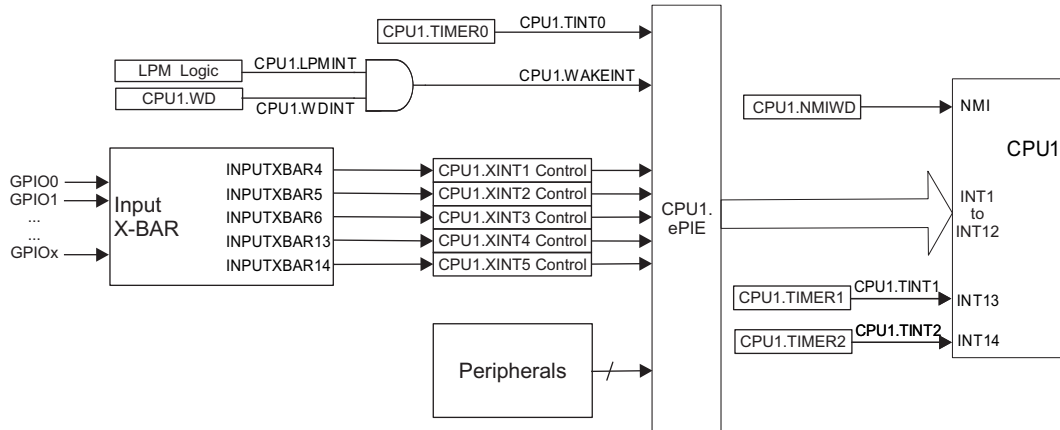 CPU1.TIMER0
CPU1.TINT0
LPM Logic
CPU1.LPMINT
CPU1.WAKEINT
CPU1.WD
CPU1.WDINT
CPU1.NMIWD
NMI
CPU1
GPIO0
GPIO1
...
...
GPIOx
Input
X-BAR
INPUTXBAR4
INPUTXBAR5
INPUTXBAR6
INPUTXBAR13
INPUTXBAR14
CPU1.XINT1 Control
CPU1.XINT2 Control
CPU1.XINT3 Control
CPU1.XINT4 Control
CPU1.XINT5 Control
CPU1.
ePIE
INT1
to
INT12
CPU1.TIMER1
CPU1.TINT1
INT13
CPU1.TIMER2
CPU1.TINT2
INT14
Peripherals